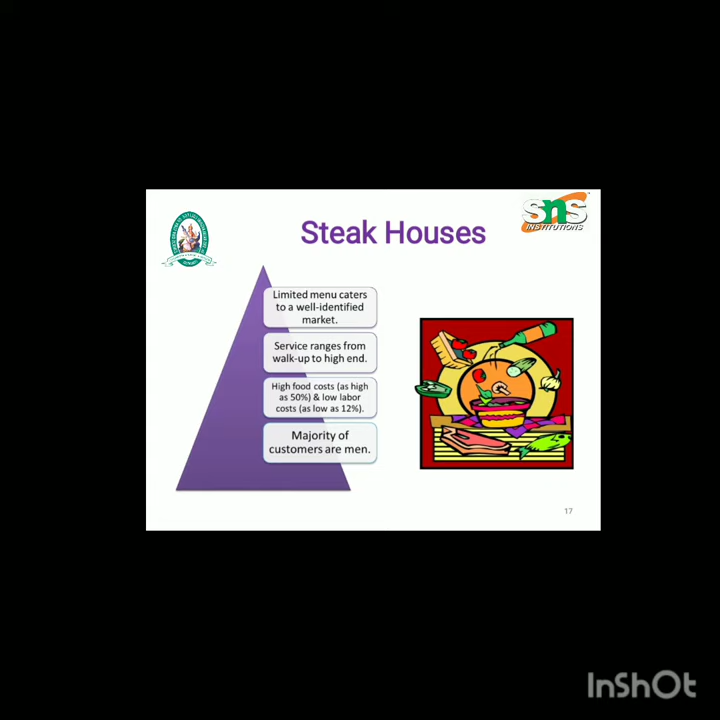 SNS
INSTITUTIONS
Steak Houses
Limited menu caters
to a well-identified
market.
Service ranges from
walk-up to high end.
High food costs (as high
as 50%) & low labor
costs (as low as 12%).
Majority of
customers are men.
17
InShOt